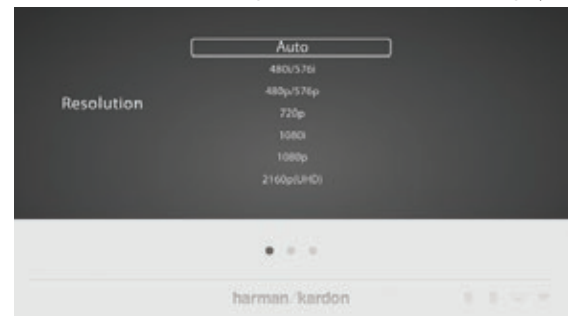 Auto
480i/576i
480p/576p
Resolution
720p
1080i
1080p
2160p(UHD)
harman/kardon